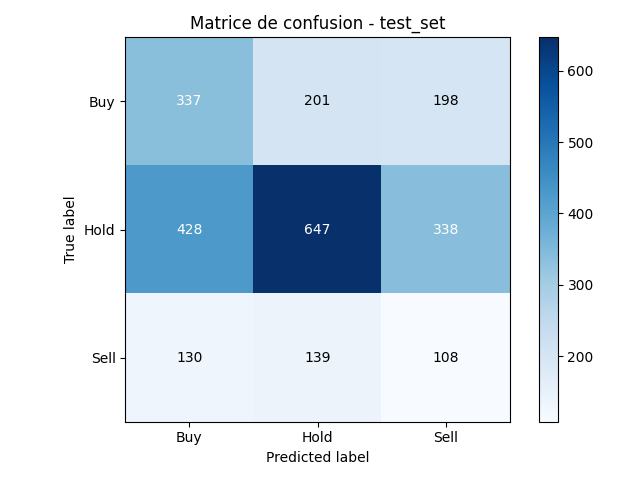 Matrice de confusion - test_set
Buy 337 201 198
Hold 428 647 338
Sell 130 139 108
Buy Hold Sell
Predicted label
True label
600
500
400
300
200